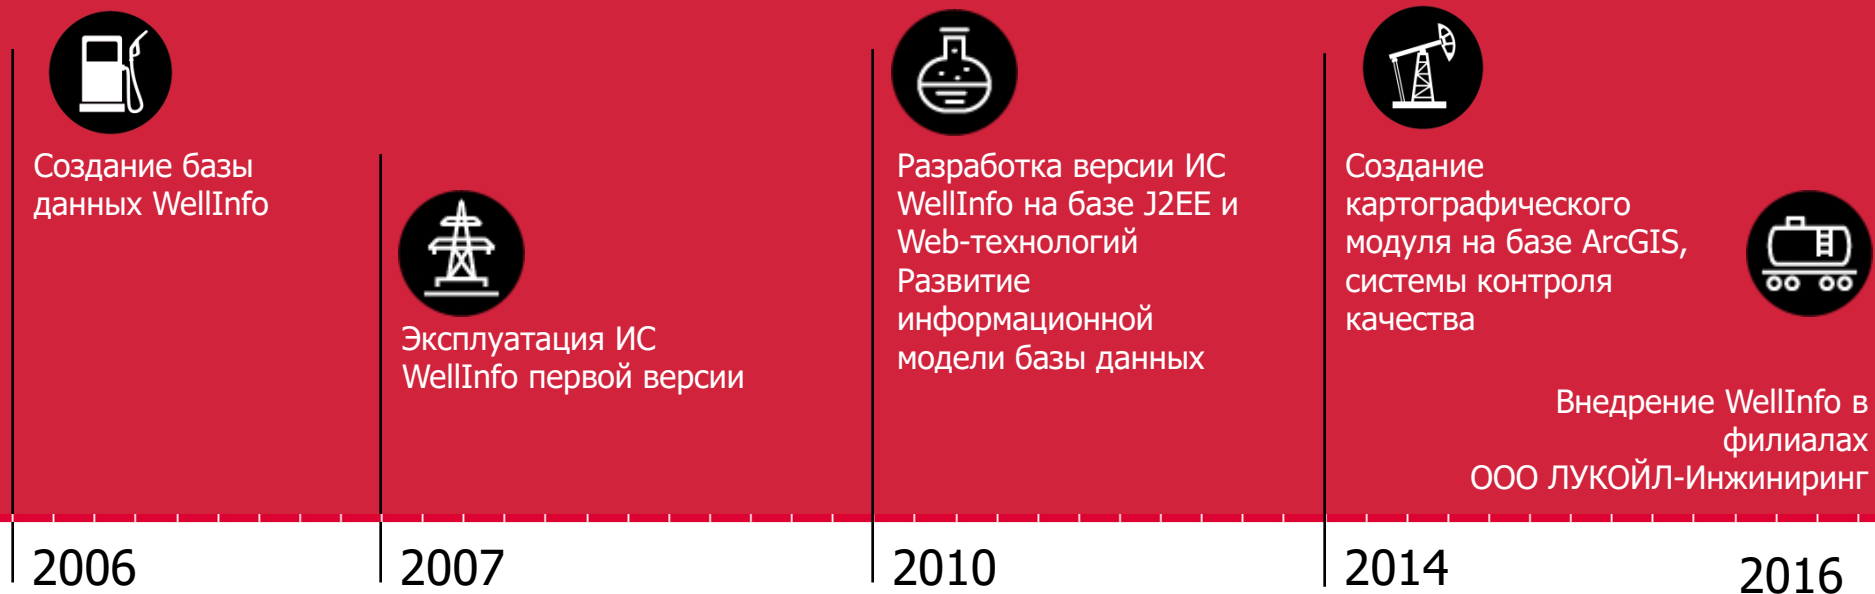 Создание базы
данных WellInfo
2006
Эксплуатация ИС
WellInfo первой версии
2007
Разработка версии ИС
WellInfo на базе J2EE и
Web-технологий
Развитие
информационной
модели базы данных
2010
Создание
картографического
модуля на базе ArcGIS,
системы контроля
качества
2014
Внедрение WellInfo в
филиалах
ООО ЛУКОЙЛ-Инжиниринг
2016